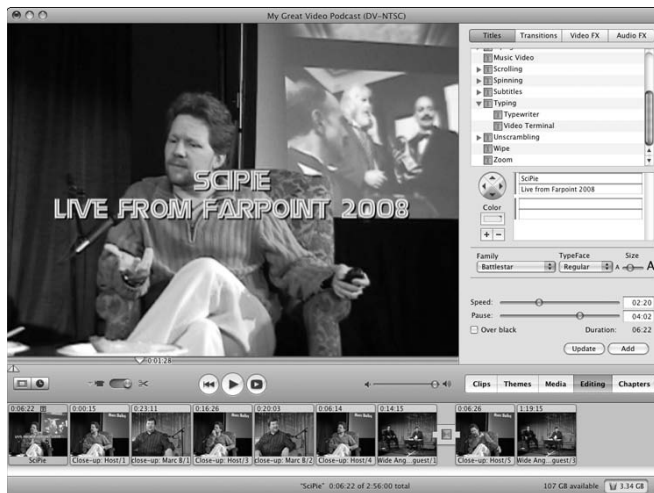 My Great Video Podcast (DV-NTSC)
Titles Transitions Video FX Audio FX
Music Video
Scrolling
Spinning
Subtitles
Typing
Typewriter
Video Terminal
Unscrambling
Wipe
Zoom
SCIPIE
LIVE FROM FARPOINT 2008
SciPie
Live from Farpoint 2008
Color
+ −
Family TypeFace Size
Battlestar Regular A A
Speed: 02:20
Pause: 04:02
Over black Duration: 06:22
Update Add
0:01:28
Clips Themes Media Editing Chapters
0:06:22 0:00:15 0:23:11 0:16:26 0:20:03 0:06:14 0:14:15 0:06:26 1:19:15
SciPie Close-up: Host/1 Close-up: Marc B/1 Close-up: Host/3 Close-up: Marc B/2 Close-up: Host/4 Wide Ang...guest/1 Close-up: Host/5 Wide Ang...guest/3
"SciPie" 0:06:22 of 2:56:00 total 107 GB available 3.34 GB